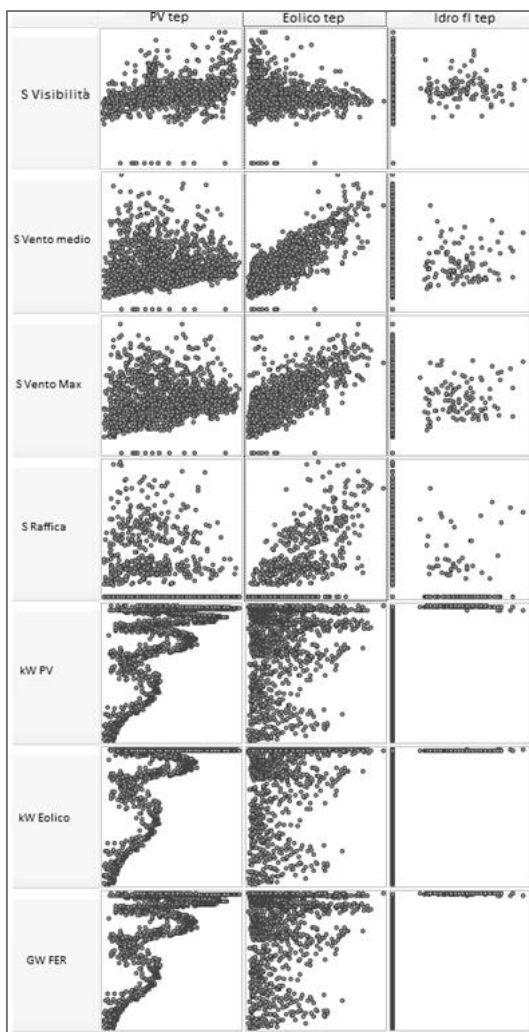 PV tep
Eolico tep
Idro fl tep
S Visibilità
S Vento medio
S Vento Max
S Raffica
kW PV
kW Eolico
GW FER